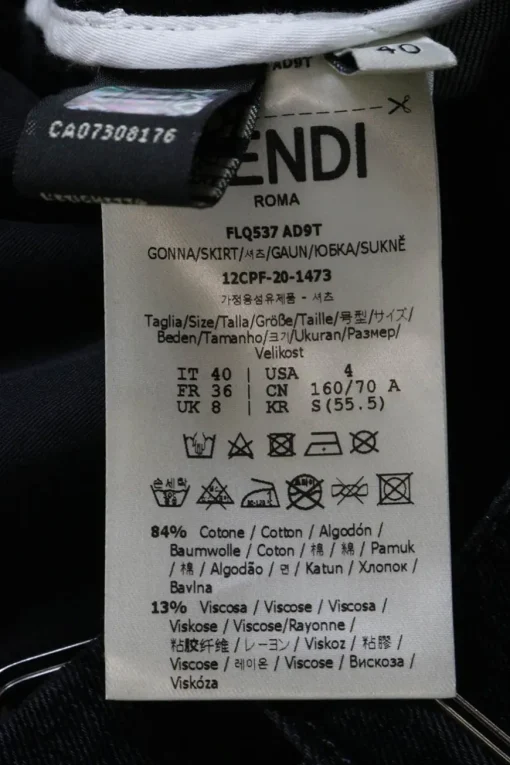 AD9T
40
CA07308176
ENDI
ROMA
FLQ537 AD9T
GONNA/SKIRT/셔츠/GAUN/ЮБКА/SUKNĚ
12CPF-20-1473
가정용섬유제품 - 셔츠
Taglia/Size/Talla/Größe/Taille/号型/サイズ/
Beden/Tamanho/크기/Ukuran/Размер/
Velikost
IT 40 | USA 4
FR 36 | CN 160/70 A
UK 8 | KR S(55.5)
손세탁
84% Cotone / Cotton / Algodón /
Baumwolle / Coton / 棉 / 綿 / Pamuk
/ 棉 / Algodão / 면 / Katun / Хлопок /
Bavlna
13% Viscosa / Viscose / Viscosa /
Viskose / Viscose/Rayonne /
粘胶纤维 / レーヨン / Viskoz / 粘膠 /
Viscose / 레이온 / Viscose / Вискоза /
Viskóza